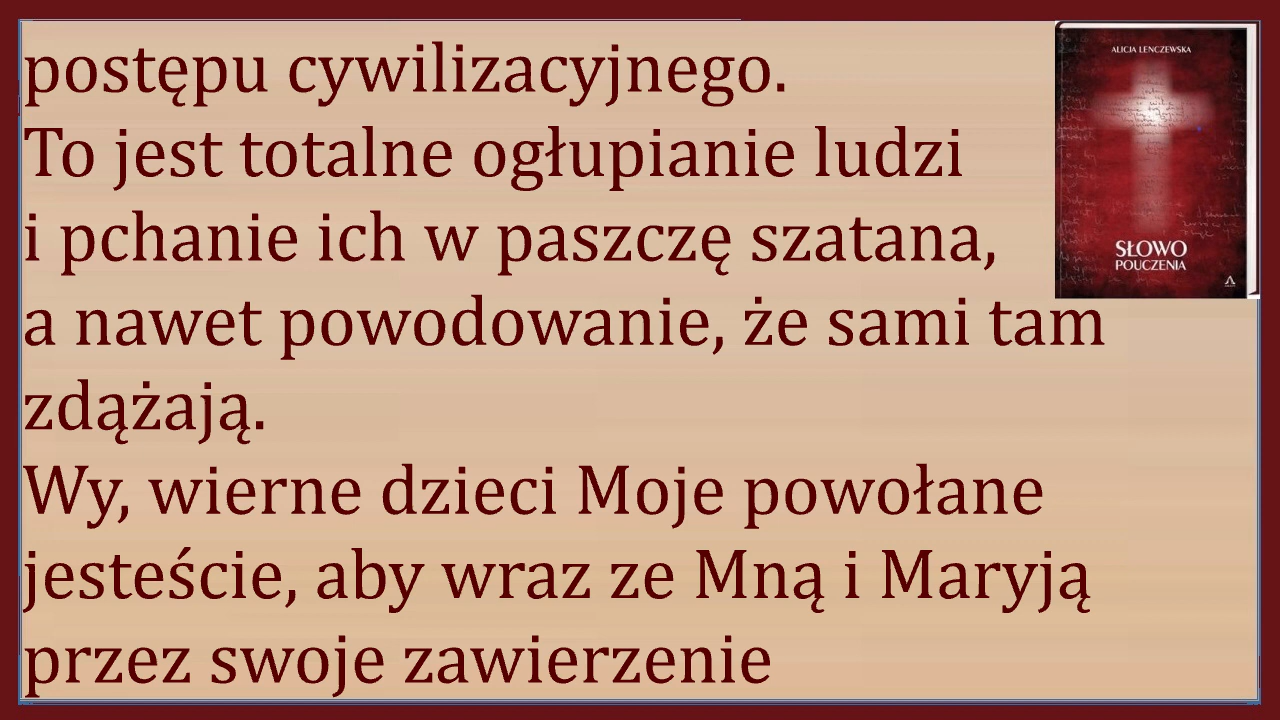 postępu cywilizacyjnego.
To jest totalne ogłupianie ludzi
i pchanie ich w paszczę szatana,
a nawet powodowanie, że sami tam
zdążają.
Wy, wierne dzieci Moje powołane
jesteście, aby wraz ze Mną i Maryją
przez swoje zawierzenie
ALICJA LENCZEWSKA
SŁOWO
POUCZENIA